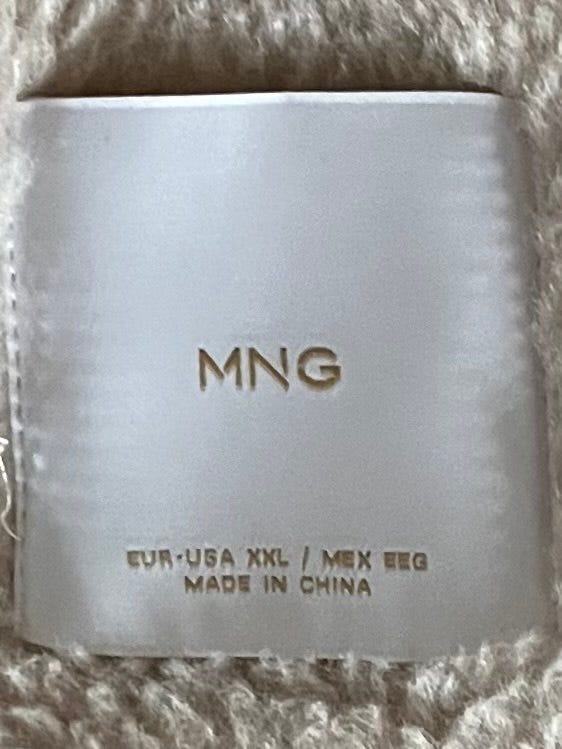 MNG
EUR-USA XXL / MEX EEG
MADE IN CHINA